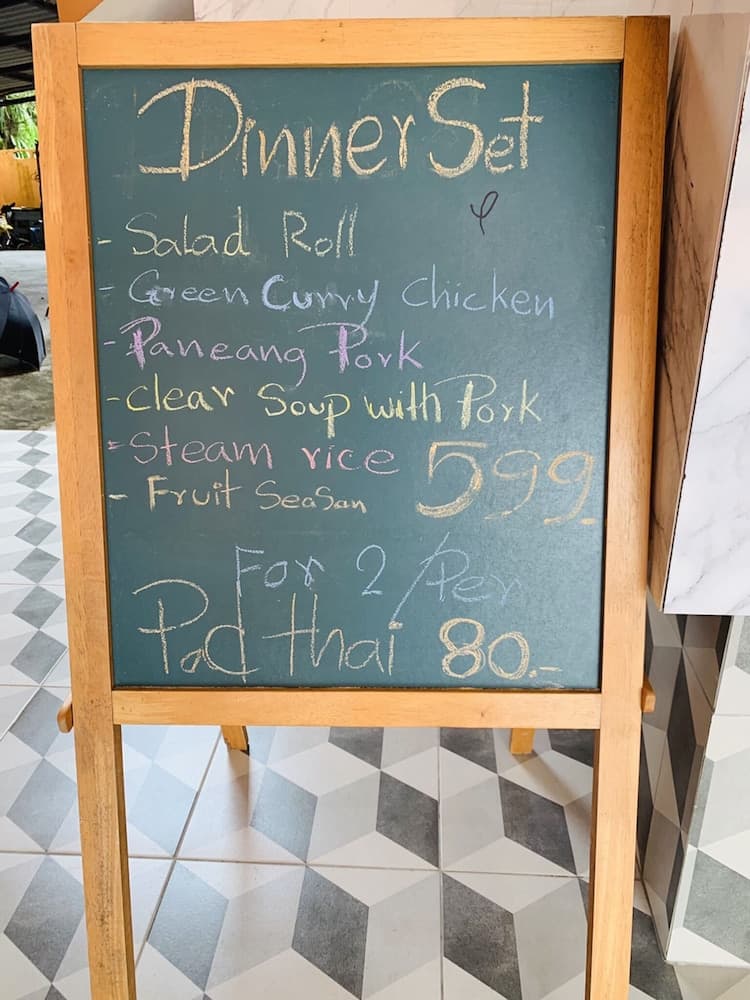 Dinner Set
- Salad Roll
- Green Curry Chicken
- Paneang Pork
- clear Soup with Pork
- Steam rice 599.-
- Fruit SeaSan
For 2 / Per
Pad thai 80.-